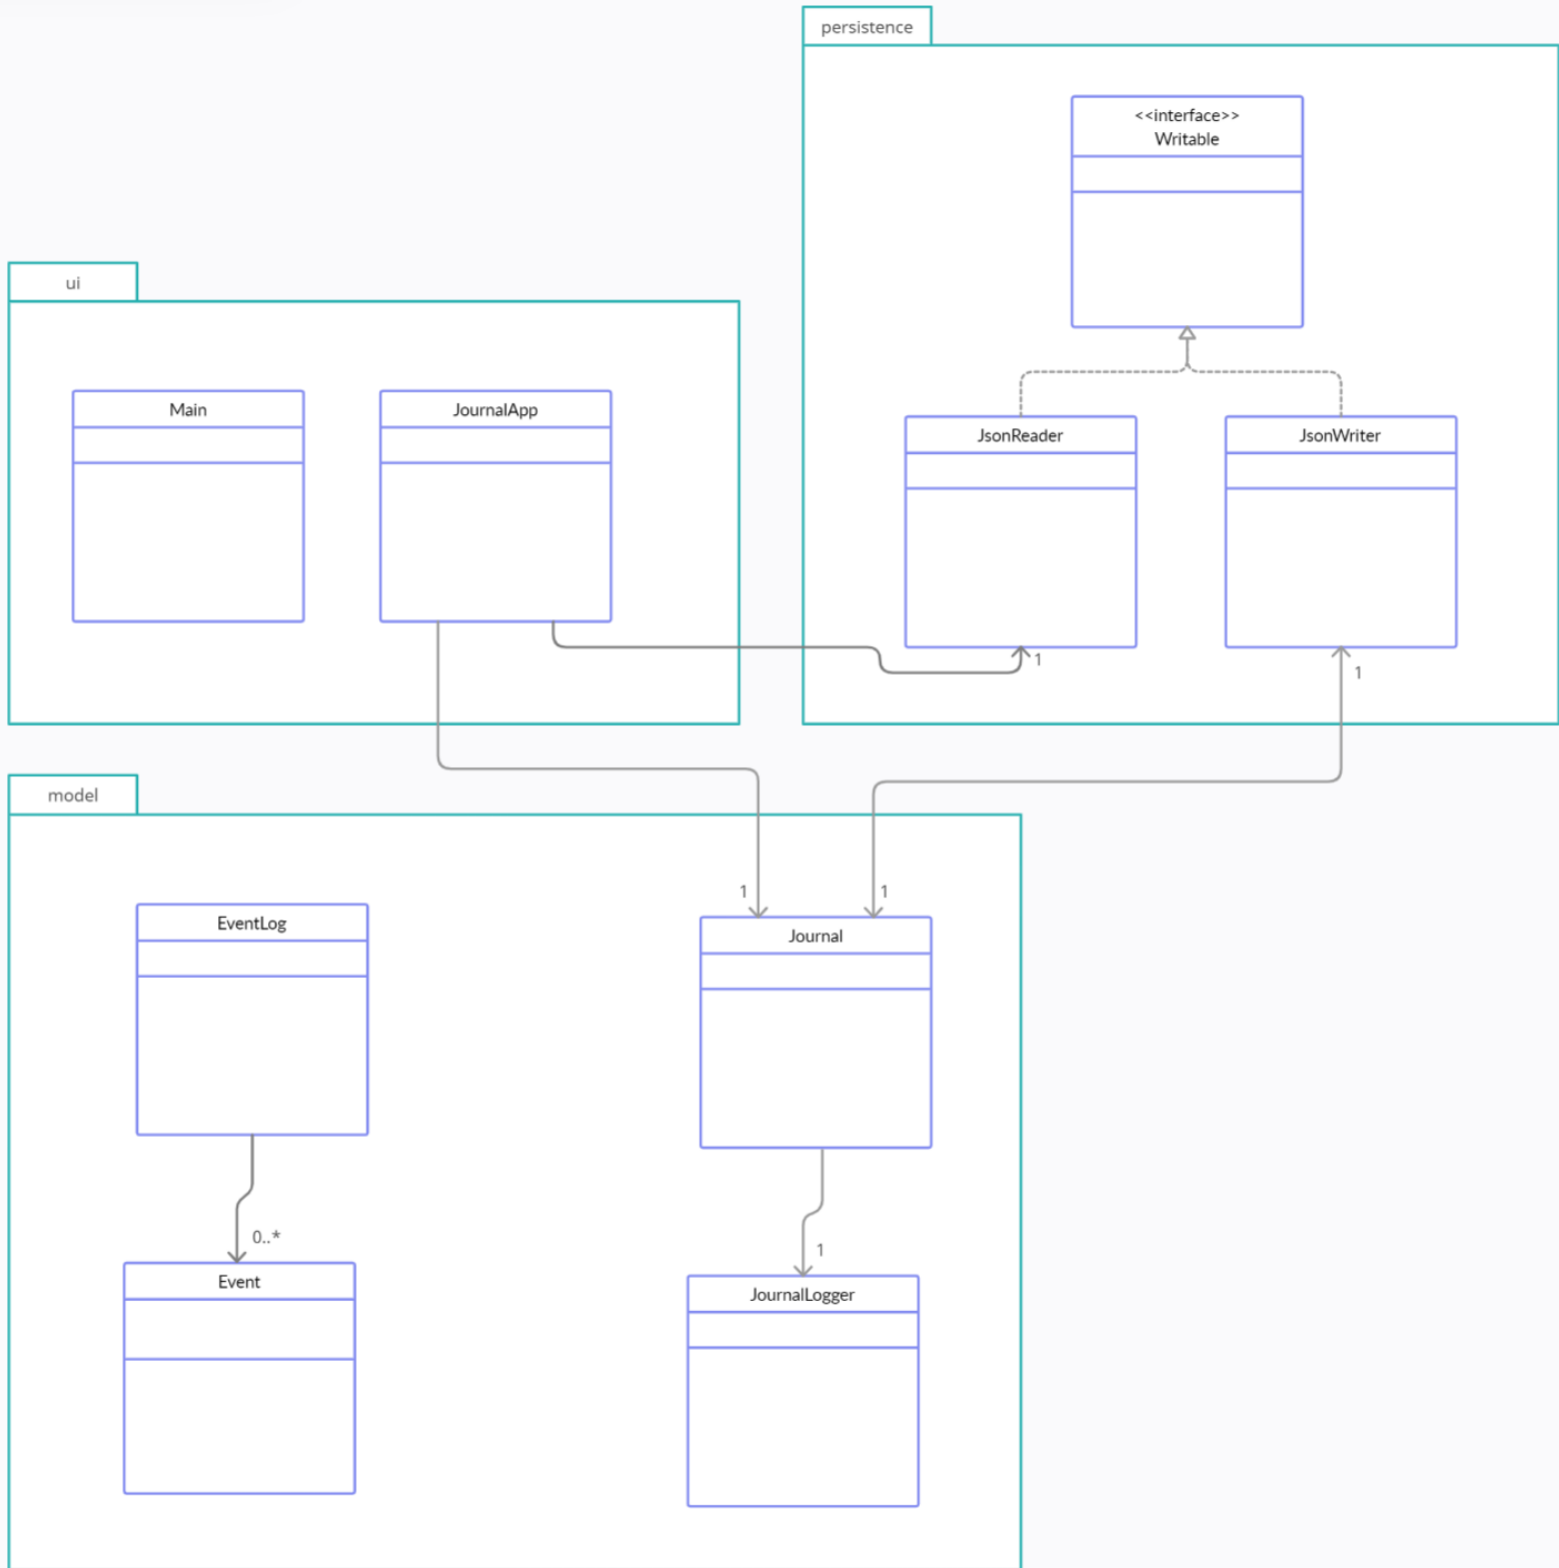 persistence
<<interface>>
Writable
ui
Main
JournalApp
JsonReader
JsonWriter
1
1
model
1
1
EventLog
Journal
0..*
1
Event
JournalLogger